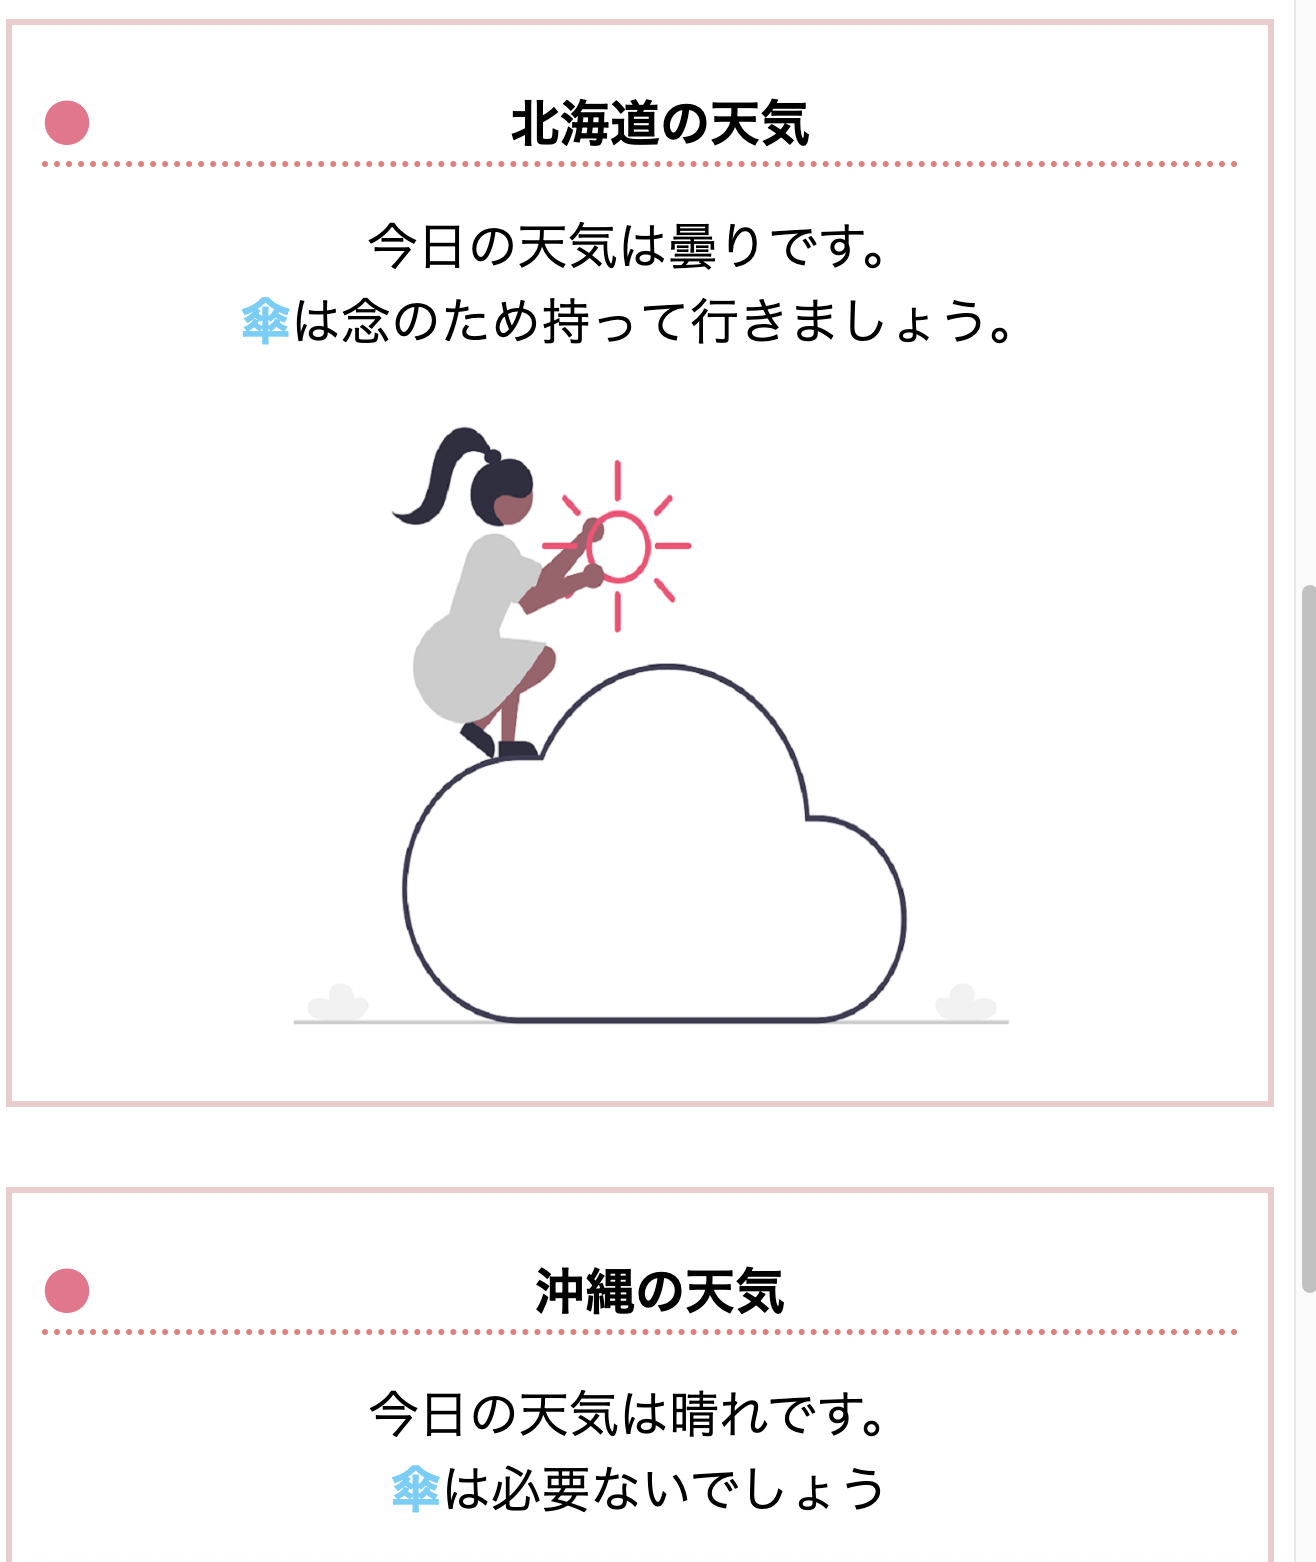 北海道の天気
今日の天気は曇りです。
傘は念のため持って行きましょう。
沖縄の天気
今日の天気は晴れです。
傘は必要ないでしょう